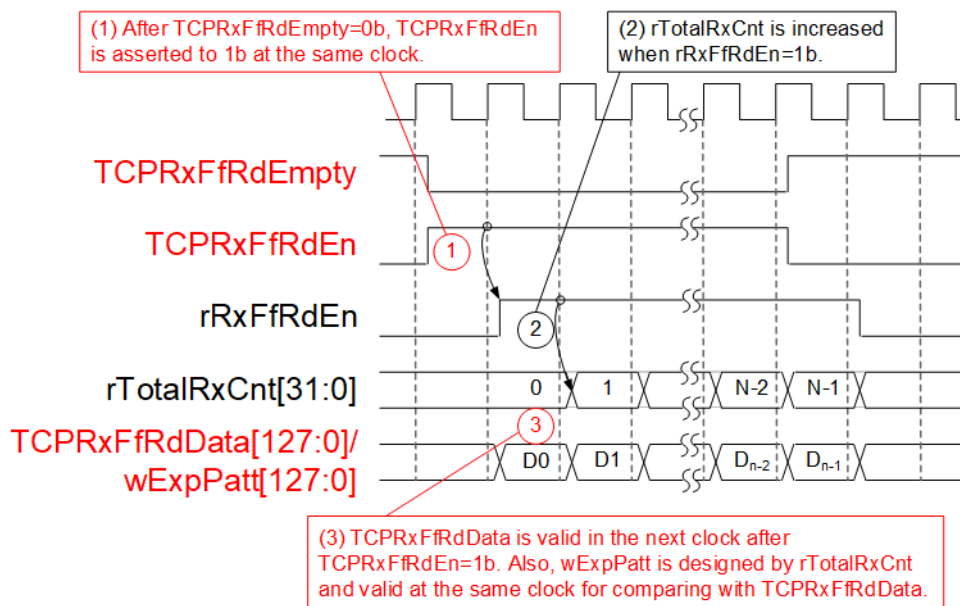 (1) After TCPRxFfRdEmpty=0b, TCPRxFfRdEn
is asserted to 1b at the same clock.
(2) rTotalRxCnt is increased
when rRxFfRdEn=1b.
TCPRxFfRdEmpty
TCPRxFfRdEn
1
rRxFfRdEn
2
rTotalRxCnt[31:0]
0 1 N-2 N-1
3
TCPRxFfRdData[127:0]/
wExpPatt[127:0]
D0 D1 Dn-2 Dn-1
(3) TCPRxFfRdData is valid in the next clock after
TCPRxFfRdEn=1b. Also, wExpPatt is designed by rTotalRxCnt
and valid at the same clock for comparing with TCPRxFfRdData.